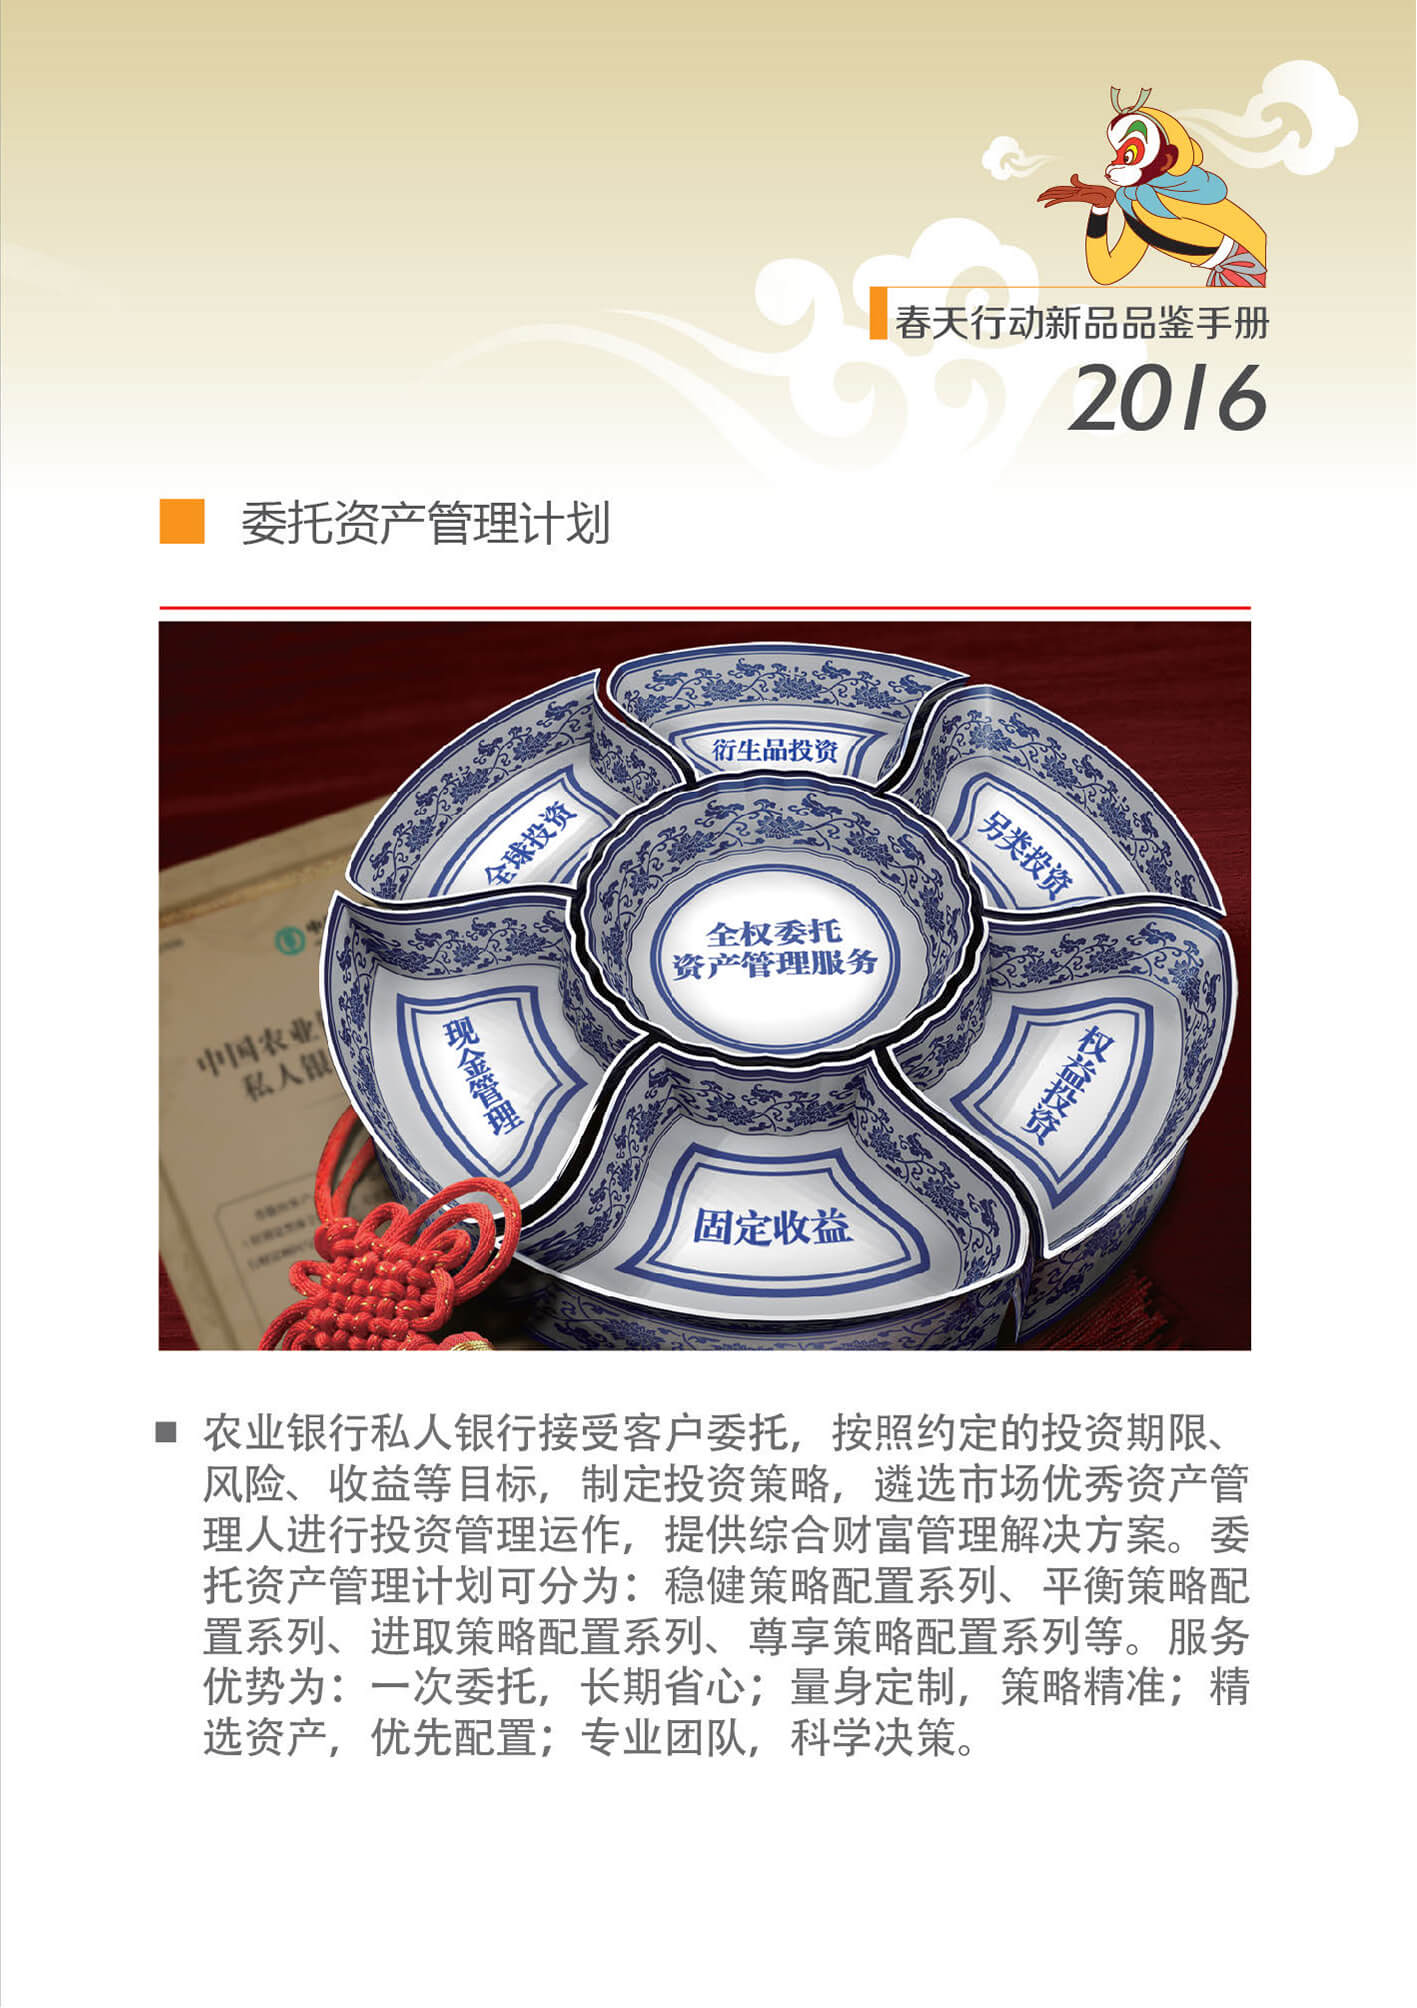 春天行动新品品鉴手册
2016
委托资产管理计划
衍生品投资
全球投资
另类投资
全权委托
资产管理服务
现金管理
权益投资
固定收益
中国农业
私人银
农业银行私人银行接受客户委托，按照约定的投资期限、
风险、收益等目标，制定投资策略，遴选市场优秀资产管
理人进行投资管理运作，提供综合财富管理解决方案。委
托资产管理计划可分为：稳健策略配置系列、平衡策略配
置系列、进取策略配置系列、尊享策略配置系列等。服务
优势为：一次委托，长期省心；量身定制，策略精准；精
选资产，优先配置；专业团队，科学决策。